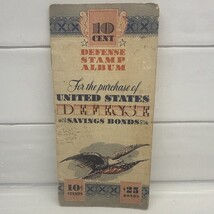 10
CENT
DEFENSE
STAMP
ALBUM
For the purchase of
UNITED STATES
DEFENSE
SAVINGS BONDS
10¢
$25